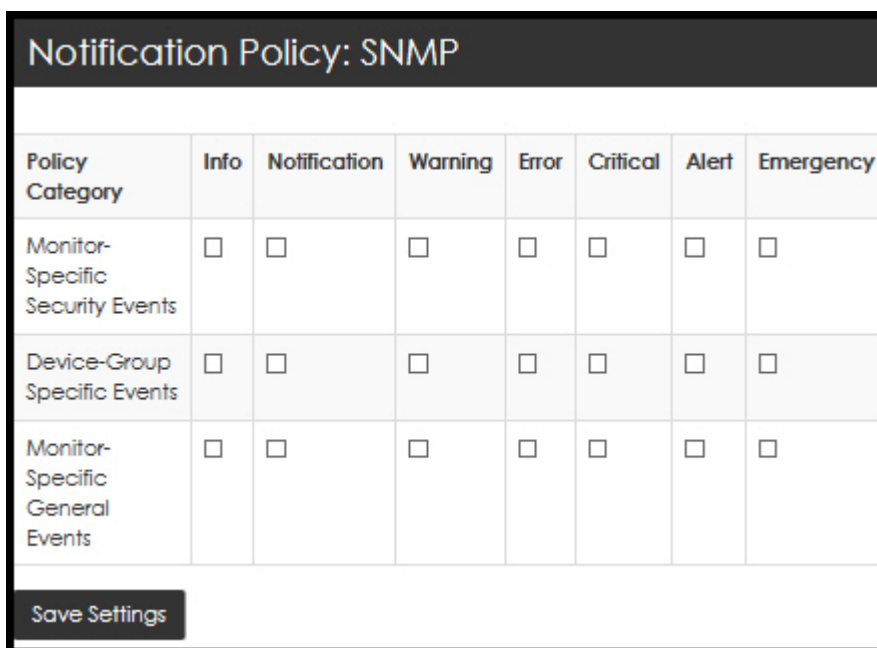 Notification Policy: SNMP
Policy Category Info Notification Warning Error Critical Alert Emergency
Monitor-
Specific
Security Events
Device-Group
Specific Events
Monitor-
Specific
General
Events
Save Settings